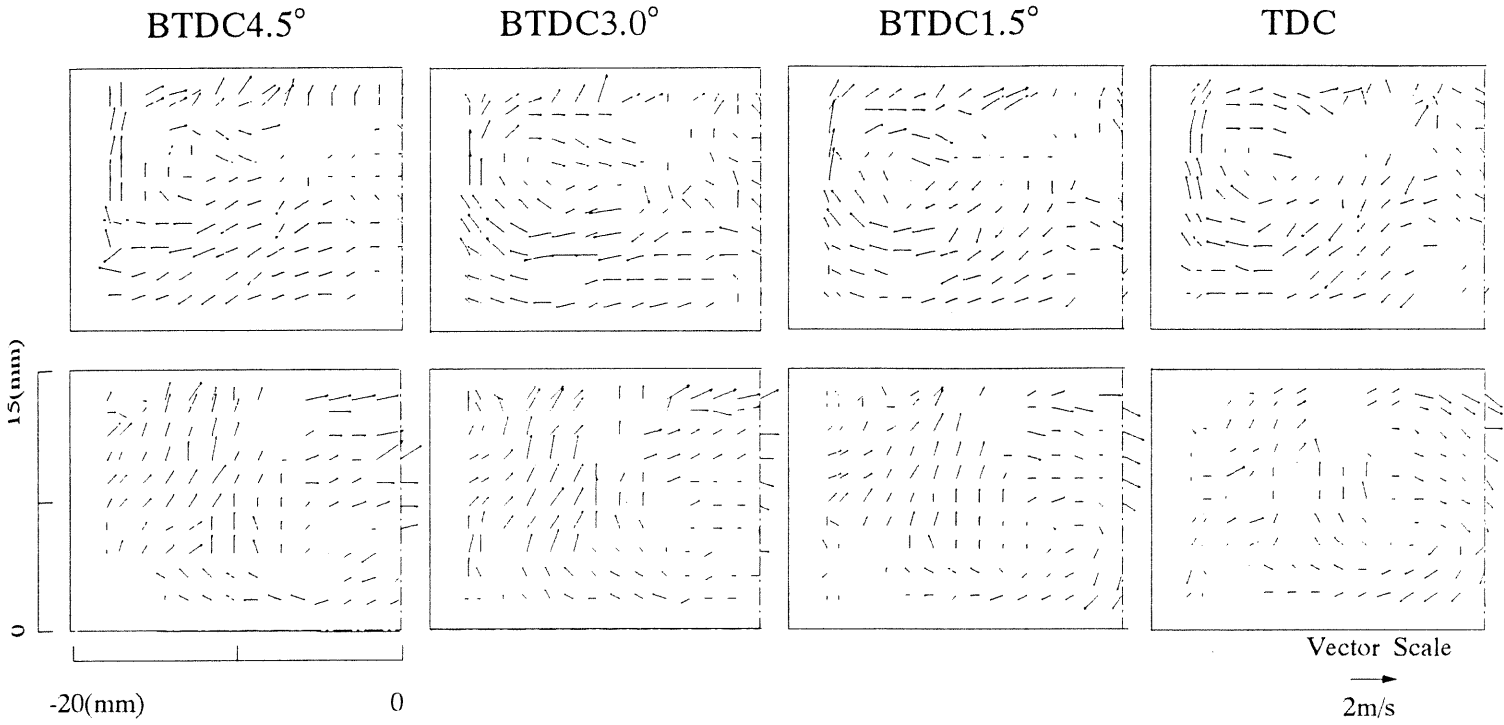 BTDC4.5°
BTDC3.0°
BTDC1.5°
TDC
15(mm)
0
-20(mm)
0
Vector Scale
2m/s